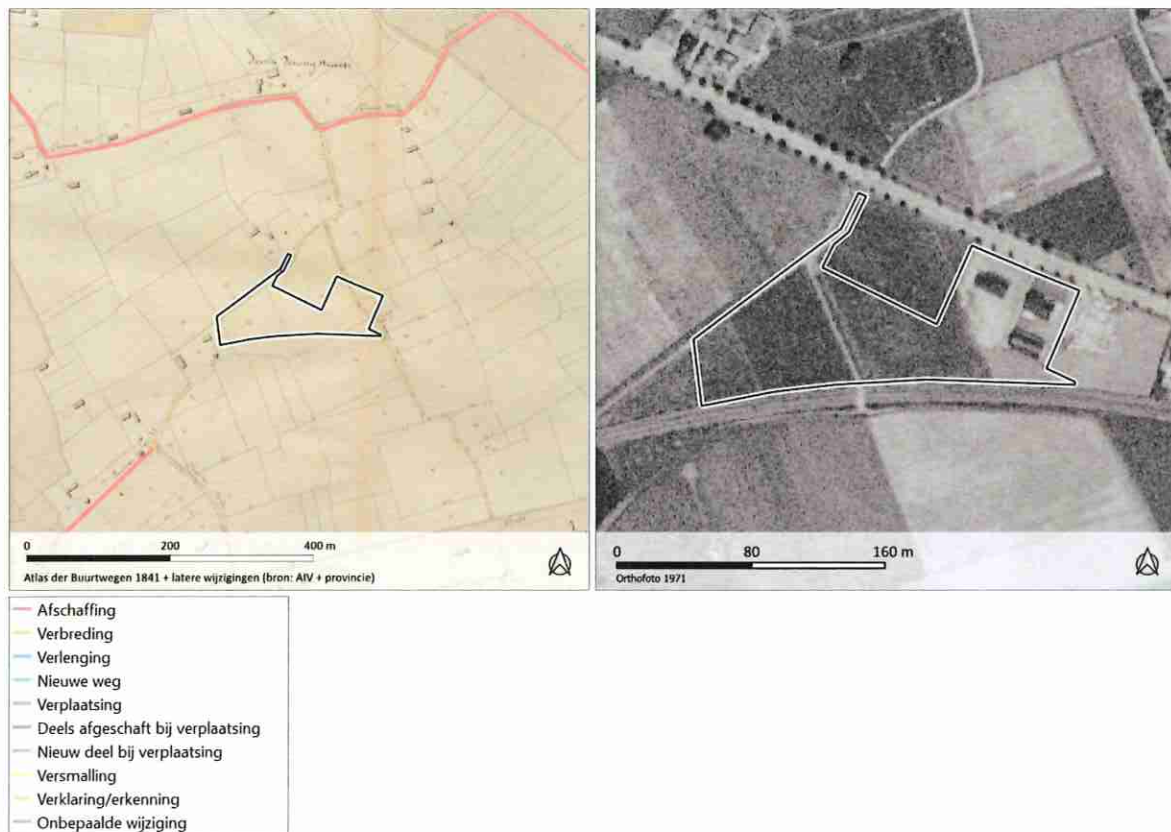 0 200 400 m
Atlas der Buurtwegen 1841 + latere wijzigingen (bron: AIV + provincie)
0 80 160 m
Orthofoto 1971
Afschaffing
Verbreding
Verlenging
Nieuwe weg
Verplaatsing
Deels afgeschaft bij verplaatsing
Nieuw deel bij verplaatsing
Versmalling
Verklaring/erkenning
Onbepaalde wijziging